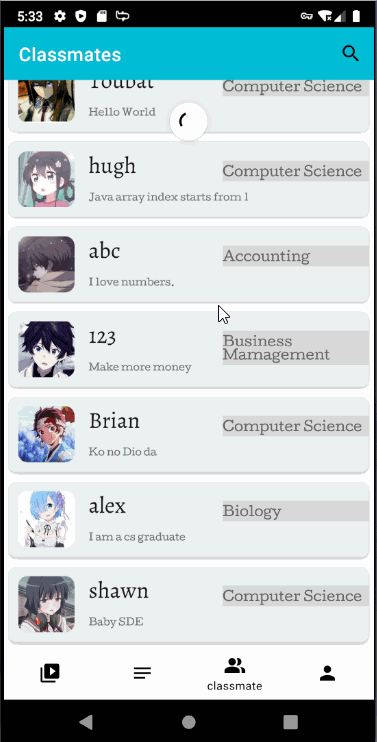 5:33
Classmates
Toubat
Computer Science
Hello World
hugh
Computer Science
Java array index starts from 1
abc
Accounting
I love numbers.
123
Business
Mamagement
Make more money
Brian
Computer Science
Ko no Dio da
alex
Biology
I am a cs graduate
shawn
Computer Science
Baby SDE
classmate